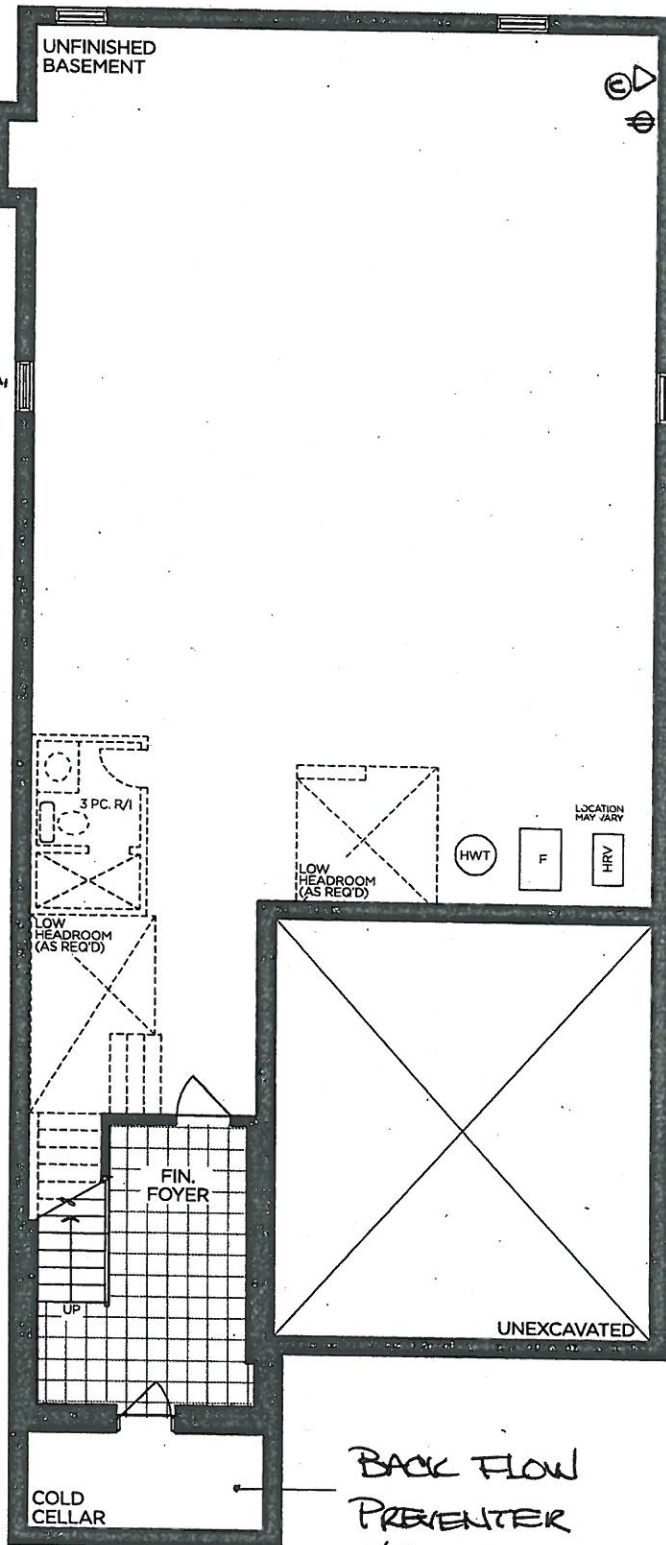 UNFINISHED
BASEMENT
3 PC. R/I
LOW
HEADROOM
(AS REQ'D)
LOCATION
MAY VARY
HWT
F
HRV
LOW
HEADROOM
(AS REQ'D)
FIN.
FOYER
UP
UNEXCAVATED
COLD
CELLAR
BACK FLOW
PREVENTER